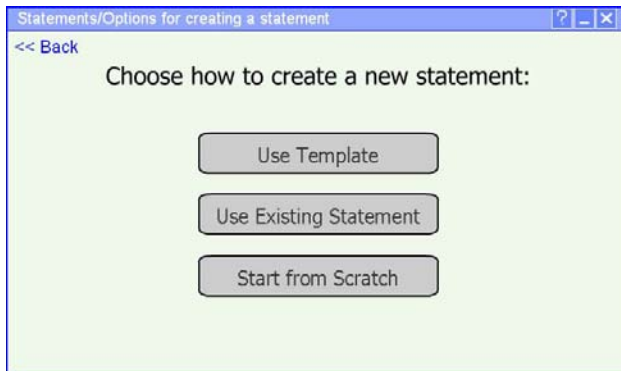 Statements/Options for creating a statement
<< Back
Choose how to create a new statement:
Use Template
Use Existing Statement
Start from Scratch